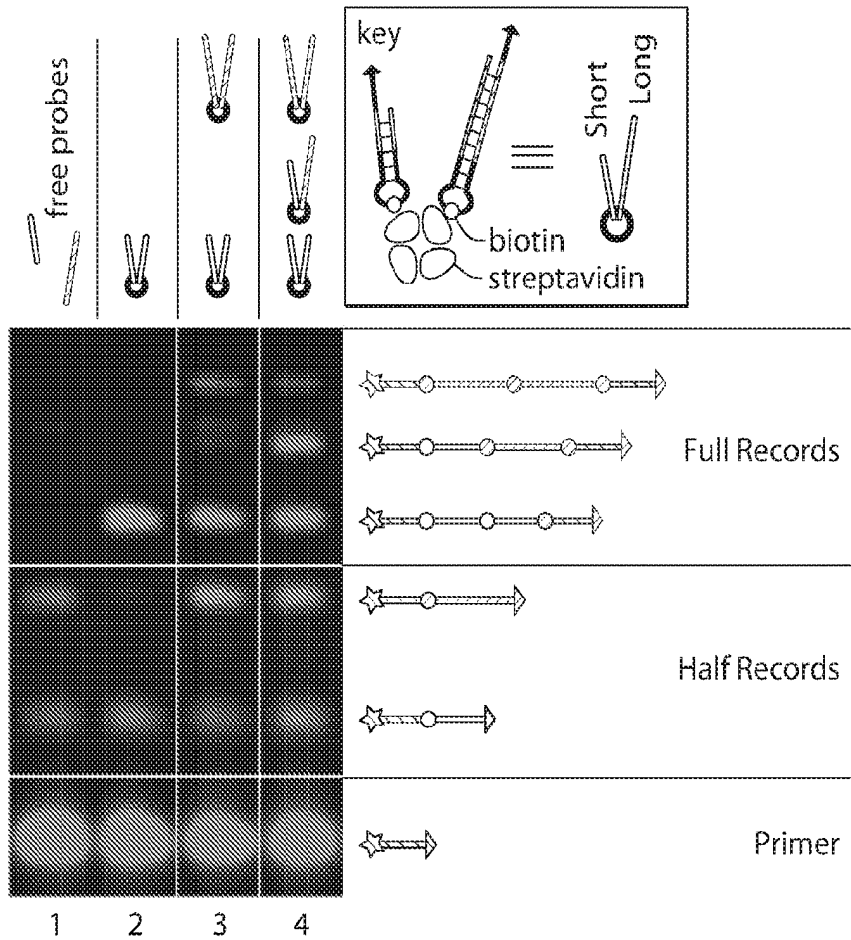 free probes
key
Short
Long
biotin
streptavidin
Full Records
Half Records
Primer
1 2 3 4